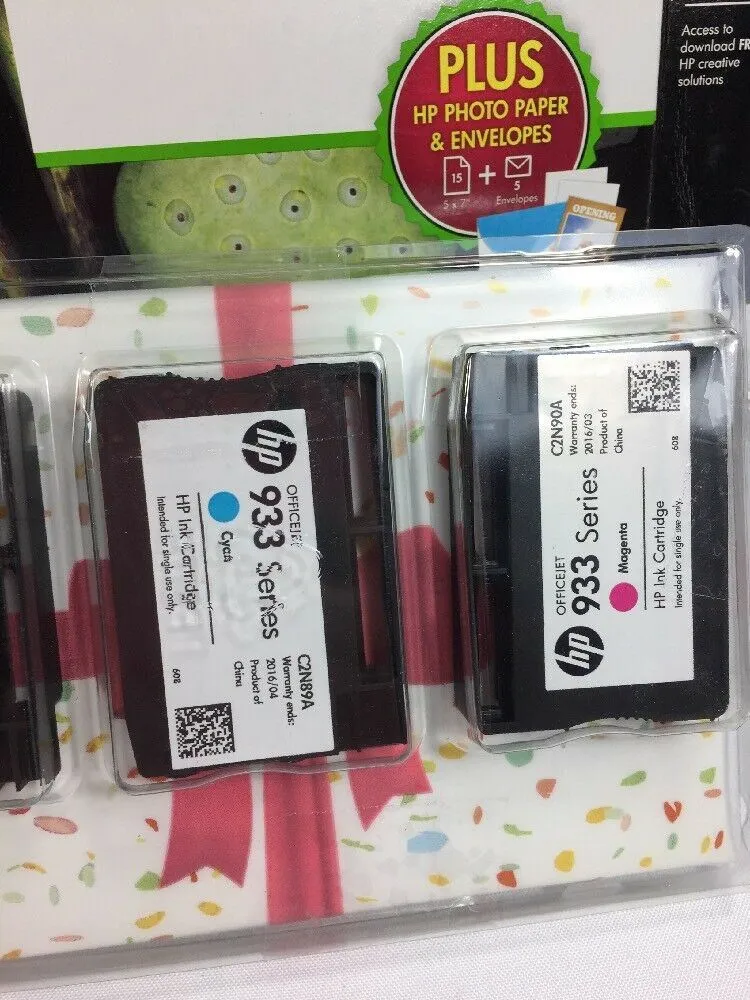 Access to
download FR
HP creative
solutions
PLUS
HP PHOTO PAPER
& ENVELOPES
15 + 5
5 x 7"
Envelopes
OPENING
hp
OFFICEJET
933 Series
Cyan
HP Ink Cartridge
Intended for single use only.
C2N89A
Warranty ends:
2016/04
Product of
China
608
hp
OFFICEJET
933 Series
Magenta
HP Ink Cartridge
Intended for single use only.
C2N90A
Warranty ends:
2016/03
Product of
China
608